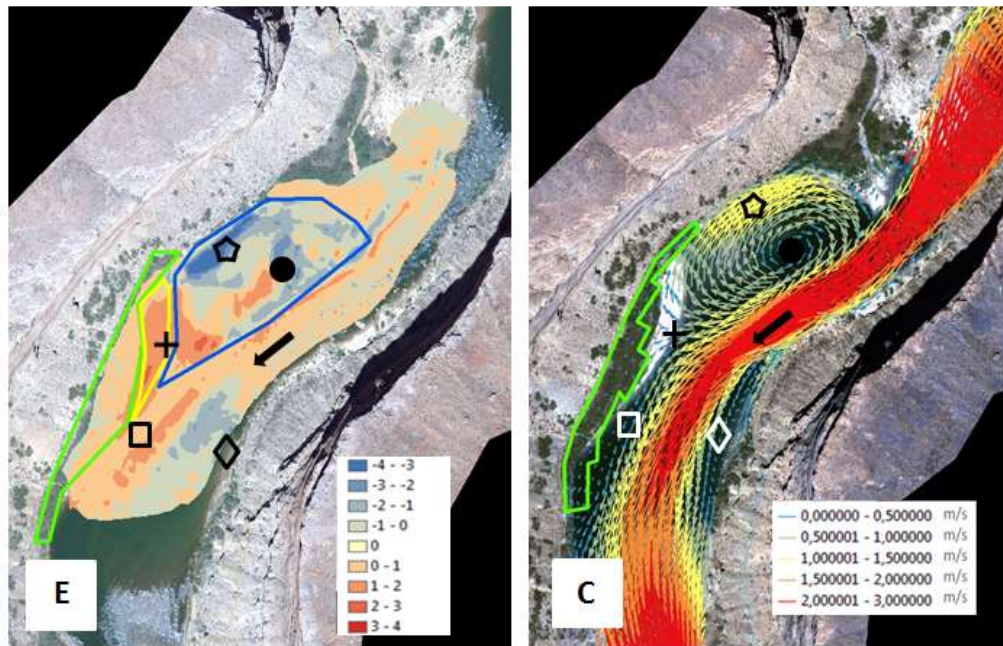 -4 - -3
-3 - -2
-2 - -1
-1 - 0
0
0 - 1
1 - 2
2 - 3
3 - 4
E
0,000000 - 0,500000 m/s
0,500001 - 1,000000 m/s
1,000001 - 1,500000 m/s
1,500001 - 2,000000 m/s
2,000001 - 3,000000 m/s
C